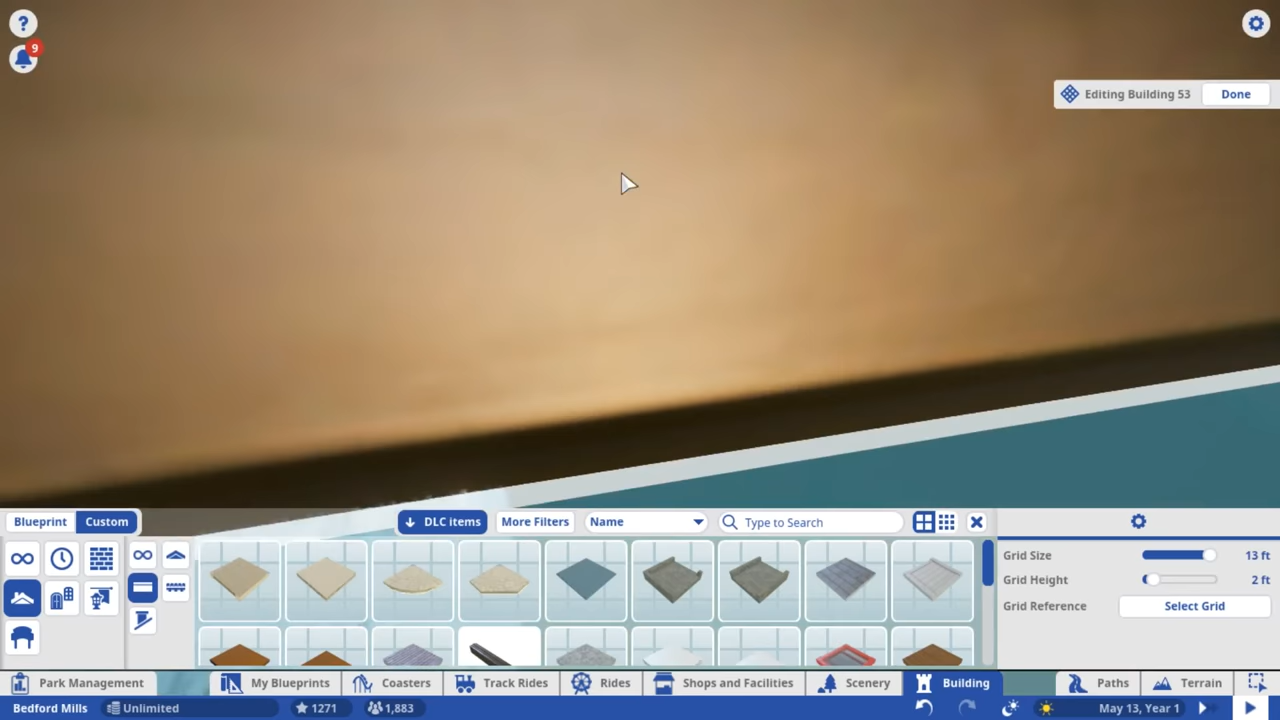 ?
9
Editing Building 53
Done
Blueprint
Custom
DLC items
More Filters
Name
Type to Search
Grid Size
13 ft
Grid Height
2 ft
Grid Reference
Select Grid
Park Management
My Blueprints
Coasters
Track Rides
Rides
Shops and Facilities
Scenery
Building
Paths
Terrain
Bedford Mills
Unlimited
1271
1,883
May 13, Year 1